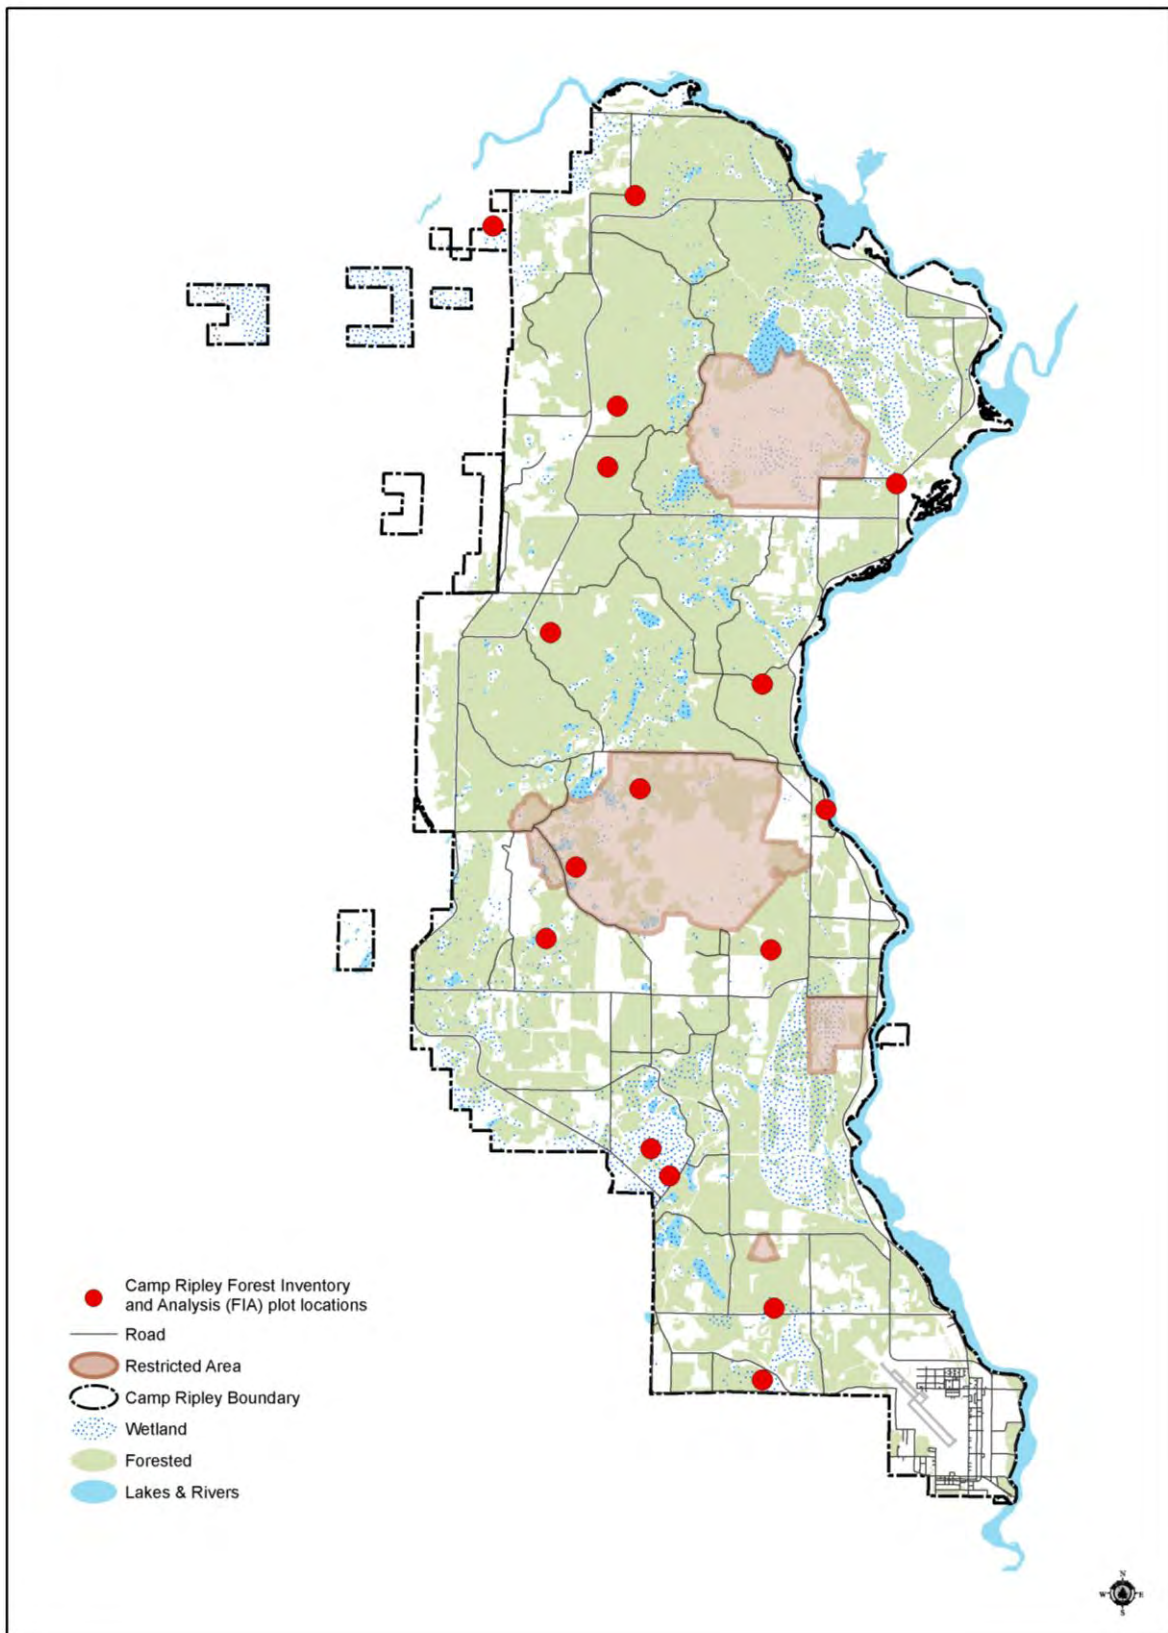 Camp Ripley Forest Inventory
and Analysis (FIA) plot locations
Road
Restricted Area
Camp Ripley Boundary
Wetland
Forested
Lakes & Rivers
N
W E
S